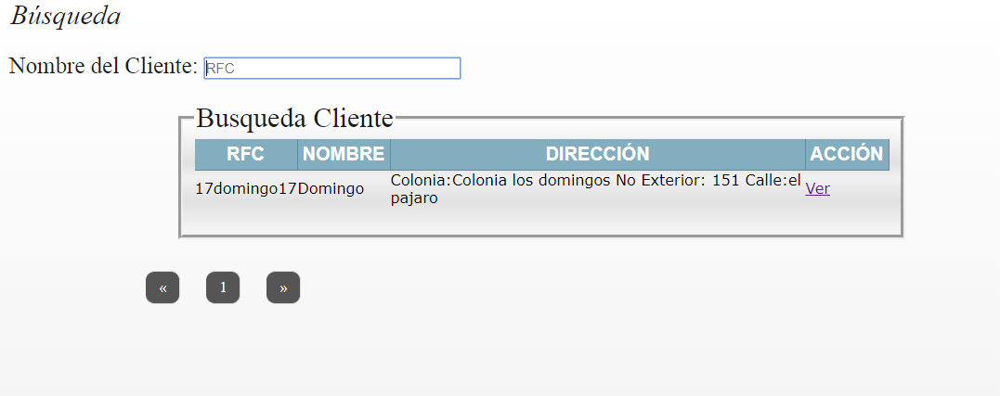 Búsqueda
Nombre del Cliente: RFC
Busqueda Cliente
RFC NOMBRE DIRECCIÓN ACCIÓN
17domingo17 Domingo Colonia:Colonia los domingos No Exterior: 151 Calle:el
pajaro Ver
« 1 »